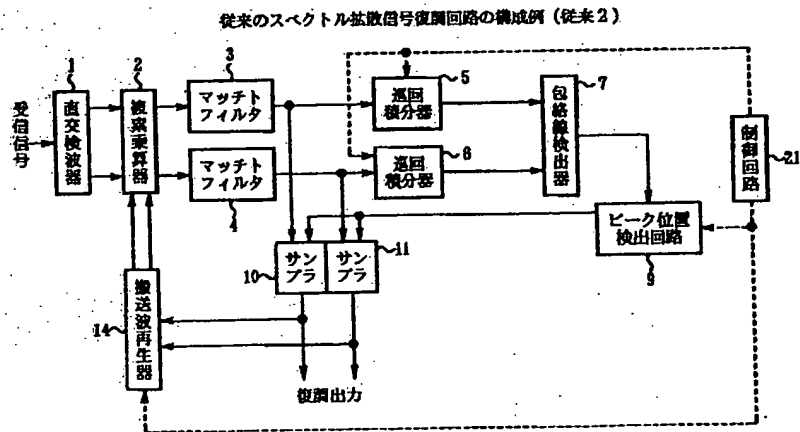 従来のスペクトル拡散信号復調回路の構成例(従来2)
1
2
3
5
7
受信信号
直交検波器
複素乗算器
マッチト
フィルタ
巡回
積分器
包絡線検出器
制御回路
21
マッチト
フィルタ
4
巡回
積分器
6
ピーク位置
検出回路
9
10
サン
プラ
サン
プラ
11
14
搬送波再生器
復調出力